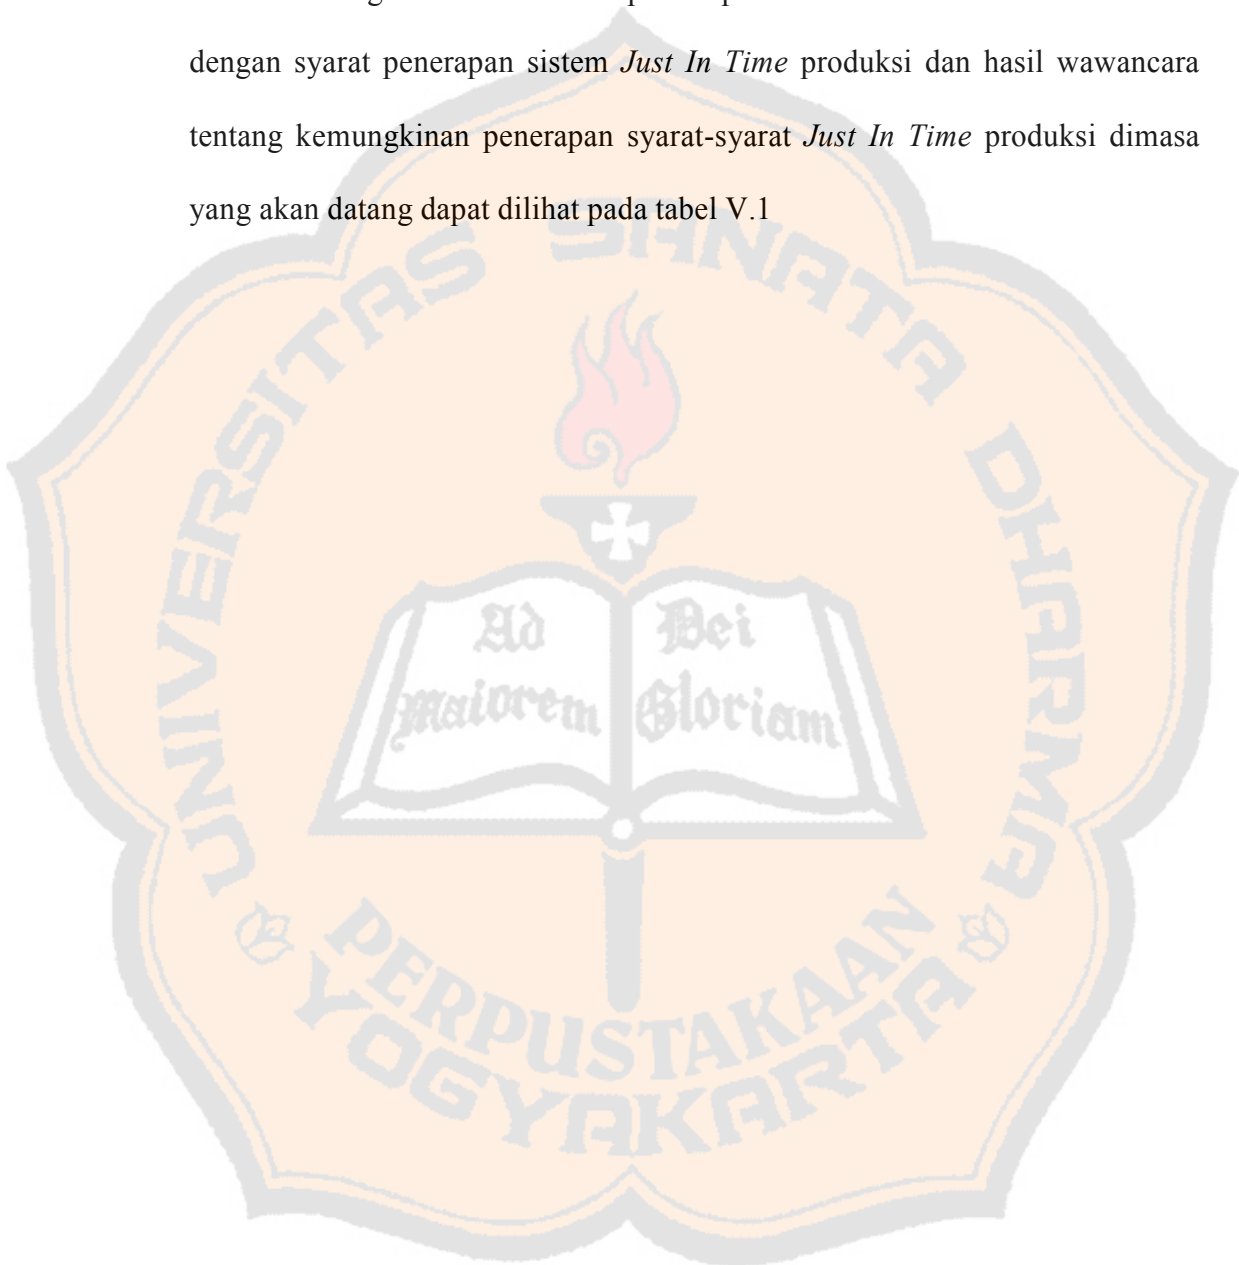 dengan syarat penerapan sistem Just In Time produksi dan hasil wawancara
tentang kemungkinan penerapan syarat-syarat Just In Time produksi dimasa
yang akan datang dapat dilihat pada tabel V.1
UNIVERSITAS SANATA DHARMA
Ad Dei
Maiorem Gloriam
PERPUSTAKAAN
YOGYAKARTA